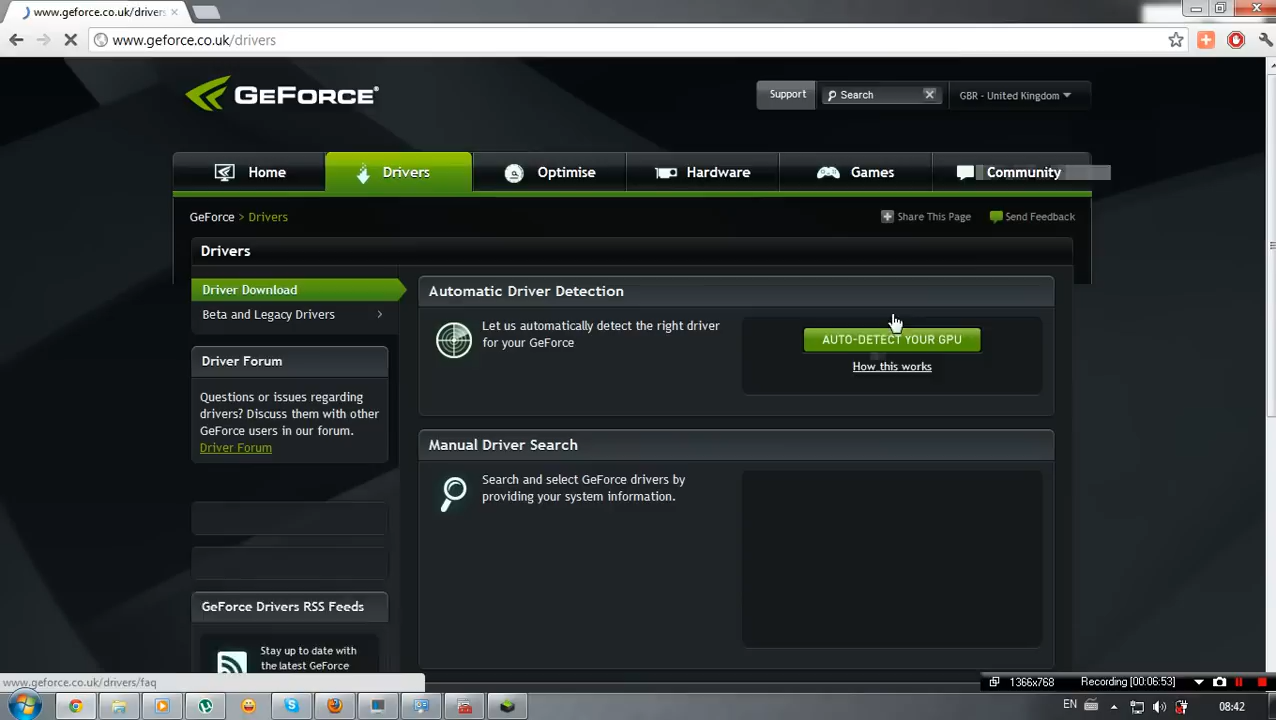 www.geforce.co.uk/drivers
www.geforce.co.uk/drivers
GEFORCE®
Support
Search
GBR - United Kingdom
Home
Drivers
Optimise
Hardware
Games
Community
GeForce > Drivers
Share This Page
Send Feedback
Drivers
Driver Download
Beta and Legacy Drivers
Driver Forum
Questions or issues regarding
drivers? Discuss them with other
GeForce users in our forum.
Driver Forum
GeForce Drivers RSS Feeds
Stay up to date with
the latest GeForce
Automatic Driver Detection
Let us automatically detect the right driver
for your GeForce
AUTO-DETECT YOUR GPU
How this works
Manual Driver Search
Search and select GeForce drivers by
providing your system information.
www.geforce.co.uk/drivers/faq
1366x768
Recording [00:06:53]
EN
08:42